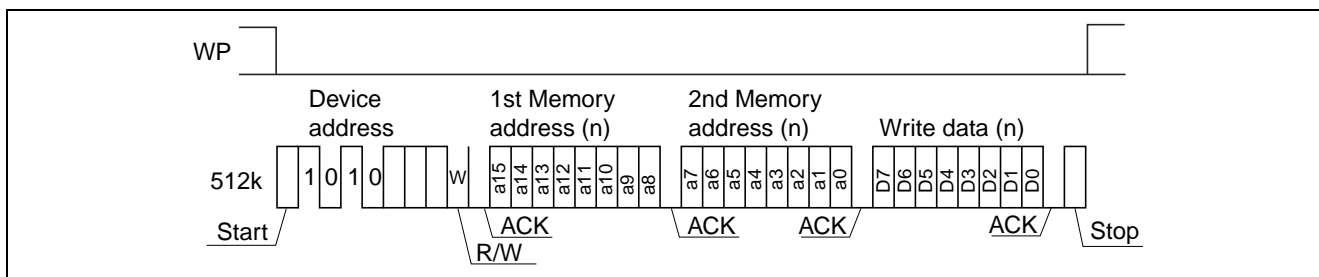 WP
Device address
1st Memory address (n)
2nd Memory address (n)
Write data (n)
512k
1 0 1 0
W
a15 a14 a13 a12 a11 a10 a9 a8
a7 a6 a5 a4 a3 a2 a1 a0
D7 D6 D5 D4 D3 D2 D1 D0
Start
R/W
ACK
ACK
ACK
ACK
Stop